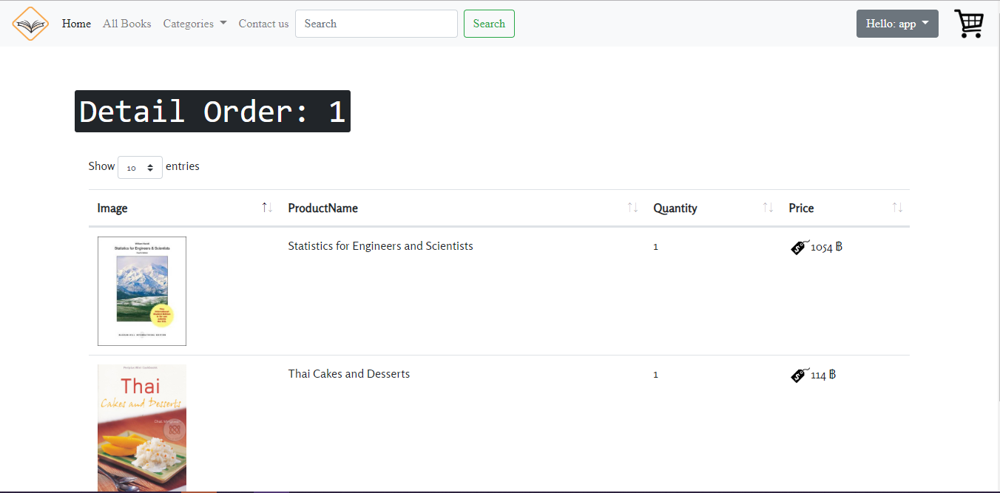 Home All Books Categories Contact us Search Search Hello: app
Detail Order: 1
Show 10 entries
Image ProductName Quantity Price
Statistics for Engineers and Scientists 1 1054 ฿
William Navidi
Statistics for Engineers & Scientists
Thai Cakes and Desserts 1 114 ฿
Thai
Cakes and Desserts